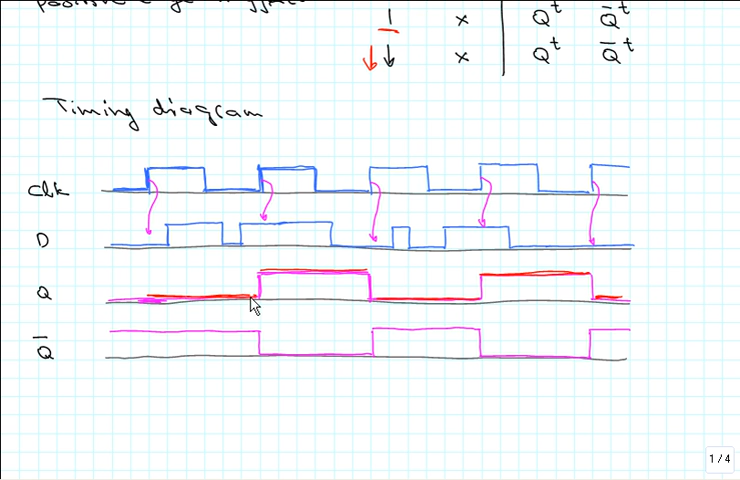 1 x Qᵗ Q̄ᵗ
↓ ↓ x Qᵗ Q̄ᵗ
Timing diagram
Clk
D
Q
Q̄
1 / 4